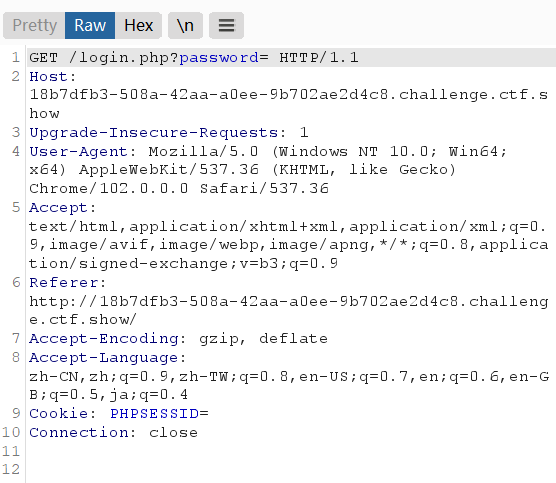 Pretty Raw Hex \n
1 GET /login.php?password= HTTP/1.1
2 Host:
18b7dfb3-508a-42aa-a0ee-9b702ae2d4c8.challenge.ctf.s
how
3 Upgrade-Insecure-Requests: 1
4 User-Agent: Mozilla/5.0 (Windows NT 10.0; Win64;
x64) AppleWebKit/537.36 (KHTML, like Gecko)
Chrome/102.0.0.0 Safari/537.36
5 Accept:
text/html,application/xhtml+xml,application/xml;q=0.
9,image/avif,image/webp,image/apng,*/*;q=0.8,applica
tion/signed-exchange;v=b3;q=0.9
6 Referer:
http://18b7dfb3-508a-42aa-a0ee-9b702ae2d4c8.challeng
e.ctf.show/
7 Accept-Encoding: gzip, deflate
8 Accept-Language:
zh-CN,zh;q=0.9,zh-TW;q=0.8,en-US;q=0.7,en;q=0.6,en-G
B;q=0.5,ja;q=0.4
9 Cookie: PHPSESSID=
10 Connection: close
11
12